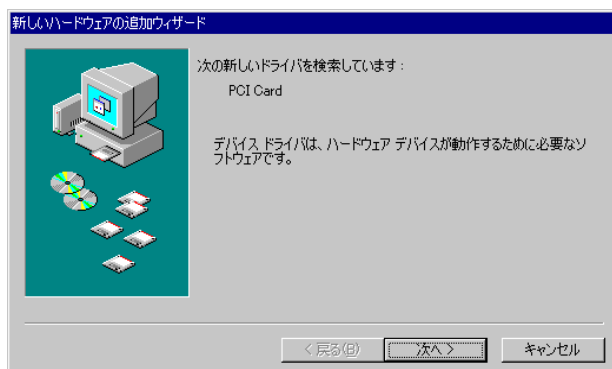 新しいハードウェアの追加ウィザード
次の新しいドライバを検索しています：
PCI Card
デバイス ドライバは、ハードウェア デバイスが動作するために必要なソ
フトウェアです。
< 戻る(B)
次へ >
キャンセル